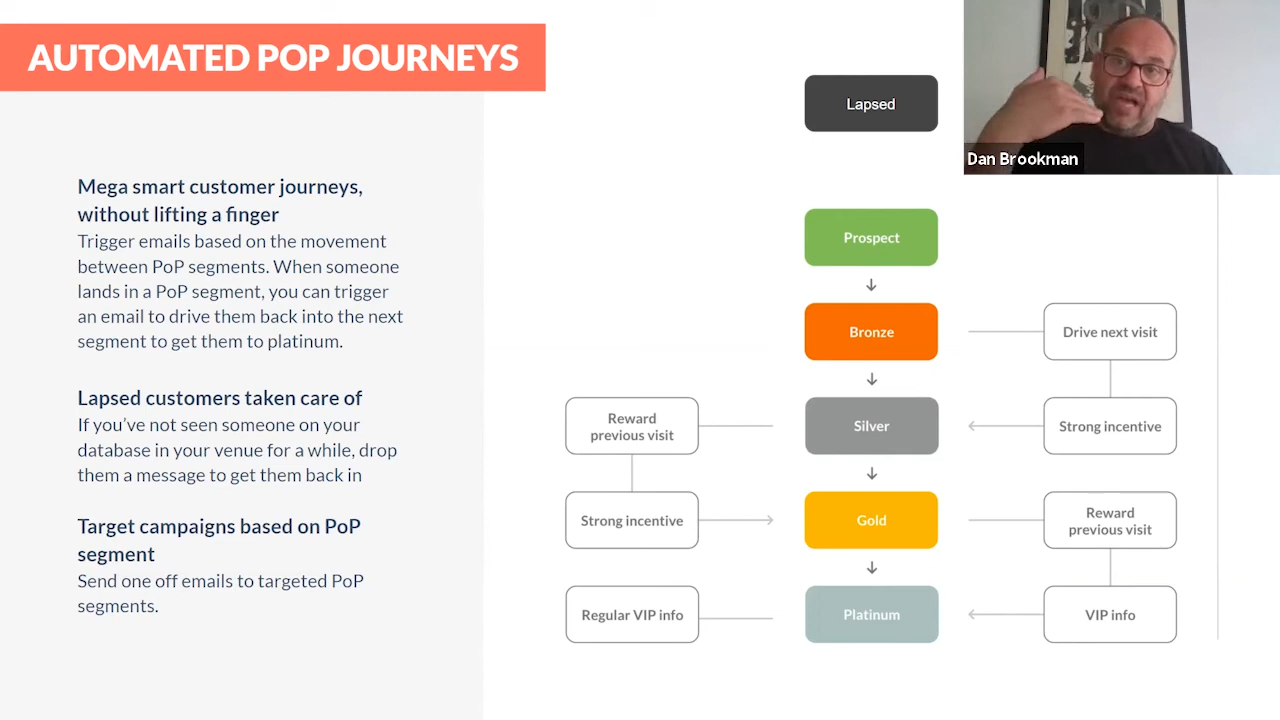 AUTOMATED POP JOURNEYS
Mega smart customer journeys,
without lifting a finger
Trigger emails based on the movement
between PoP segments. When someone
lands in a PoP segment, you can trigger
an email to drive them back into the next
segment to get them to platinum.
Lapsed customers taken care of
If you’ve not seen someone on your
database in your venue for a while, drop
them a message to get them back in
Target campaigns based on PoP
segment
Send one off emails to targeted PoP
segments.
Lapsed
Dan Brookman
Prospect
Bronze
Drive next visit
Reward
previous visit
Silver
Strong incentive
Strong incentive
Gold
Reward
previous visit
Regular VIP info
Platinum
VIP info